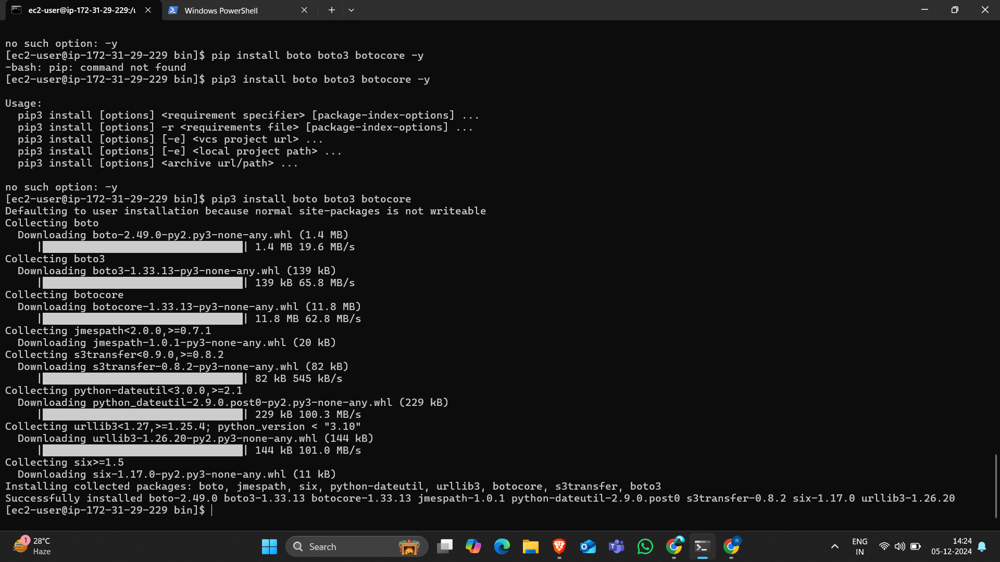 ec2-user@ip-172-31-29-229:/u
Windows PowerShell
no such option: -y
[ec2-user@ip-172-31-29-229 bin]$ pip install boto boto3 botocore -y
-bash: pip: command not found
[ec2-user@ip-172-31-29-229 bin]$ pip3 install boto boto3 botocore -y
Usage:
  pip3 install [options] <requirement specifier> [package-index-options] ...
  pip3 install [options] -r <requirements file> [package-index-options] ...
  pip3 install [options] [-e] <vcs project url> ...
  pip3 install [options] [-e] <local project path> ...
  pip3 install [options] <archive url/path> ...
no such option: -y
[ec2-user@ip-172-31-29-229 bin]$ pip3 install boto boto3 botocore
Defaulting to user installation because normal site-packages is not writeable
Collecting boto
  Downloading boto-2.49.0-py2.py3-none-any.whl (1.4 MB)
| | 1.4 MB 19.6 MB/s
Collecting boto3
  Downloading boto3-1.33.13-py3-none-any.whl (139 kB)
| | 139 kB 65.8 MB/s
Collecting botocore
  Downloading botocore-1.33.13-py3-none-any.whl (11.8 MB)
| | 11.8 MB 62.8 MB/s
Collecting jmespath<2.0.0,>=0.7.1
  Downloading jmespath-1.0.1-py3-none-any.whl (20 kB)
Collecting s3transfer<0.9.0,>=0.8.2
  Downloading s3transfer-0.8.2-py3-none-any.whl (82 kB)
| | 82 kB 545 kB/s
Collecting python-dateutil<3.0.0,>=2.1
  Downloading python_dateutil-2.9.0.post0-py2.py3-none-any.whl (229 kB)
| | 229 kB 100.3 MB/s
Collecting urllib3<1.27,>=1.25.4; python_version < "3.10"
  Downloading urllib3-1.26.20-py2.py3-none-any.whl (144 kB)
| | 144 kB 101.0 MB/s
Collecting six>=1.5
  Downloading six-1.17.0-py2.py3-none-any.whl (11 kB)
Installing collected packages: boto, jmespath, six, python-dateutil, urllib3, botocore, s3transfer, boto3
Successfully installed boto-2.49.0 boto3-1.33.13 botocore-1.33.13 jmespath-1.0.1 python-dateutil-2.9.0.post0 s3transfer-0.8.2 six-1.17.0 urllib3-1.26.20
[ec2-user@ip-172-31-29-229 bin]$
1
28°C
Haze
Search
n
ENG
IN
14:24
05-12-2024